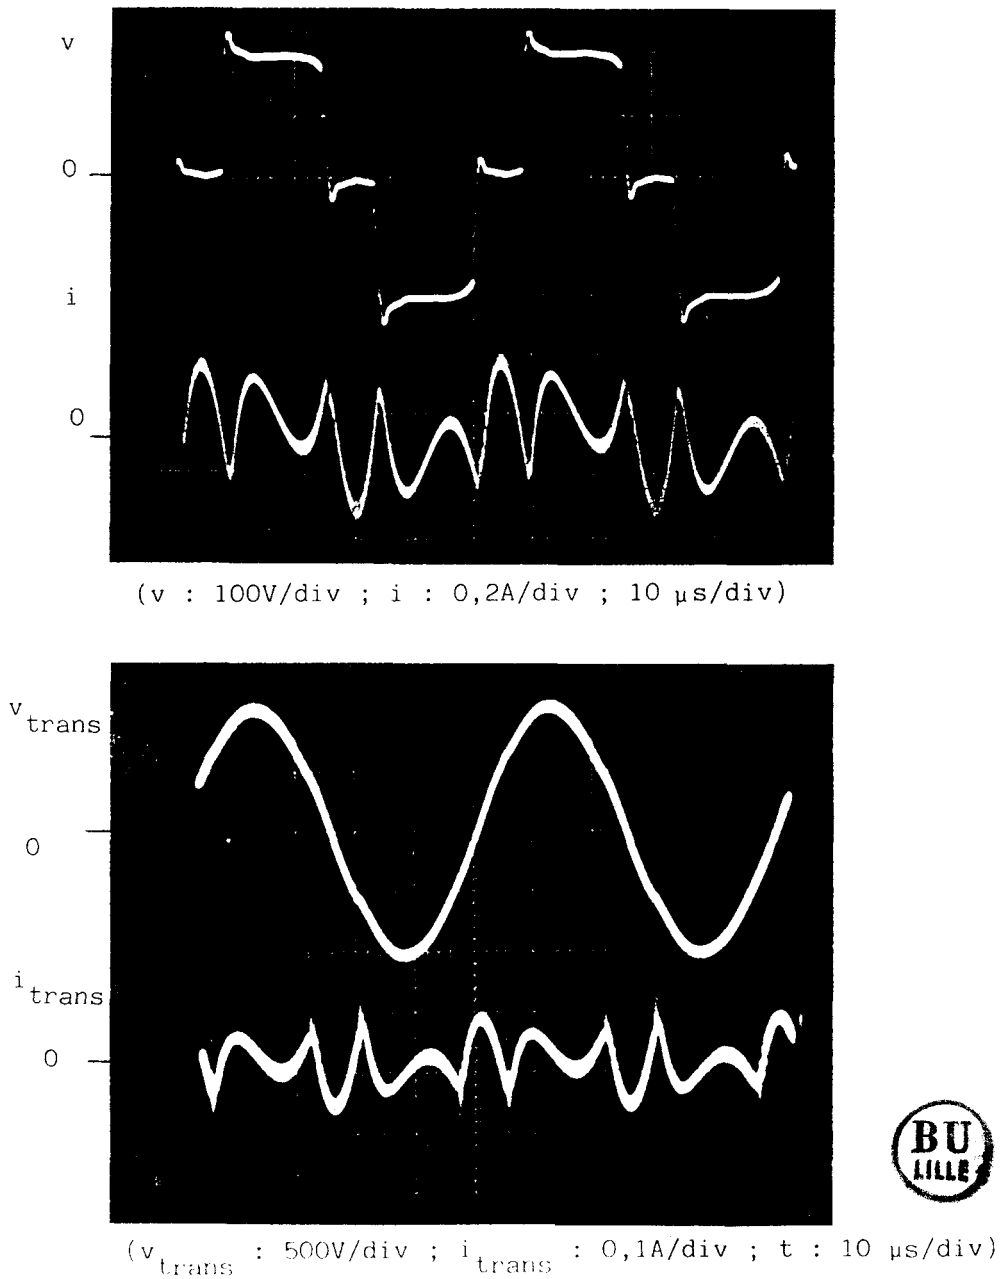 v
0
i
0
(v : 100V/div ; i : 0,2A/div ; 10 μs/div)
v trans
0
i trans
0
BU
LILLE
(v trans : 500V/div ; i trans : 0,1A/div ; t : 10 μs/div)